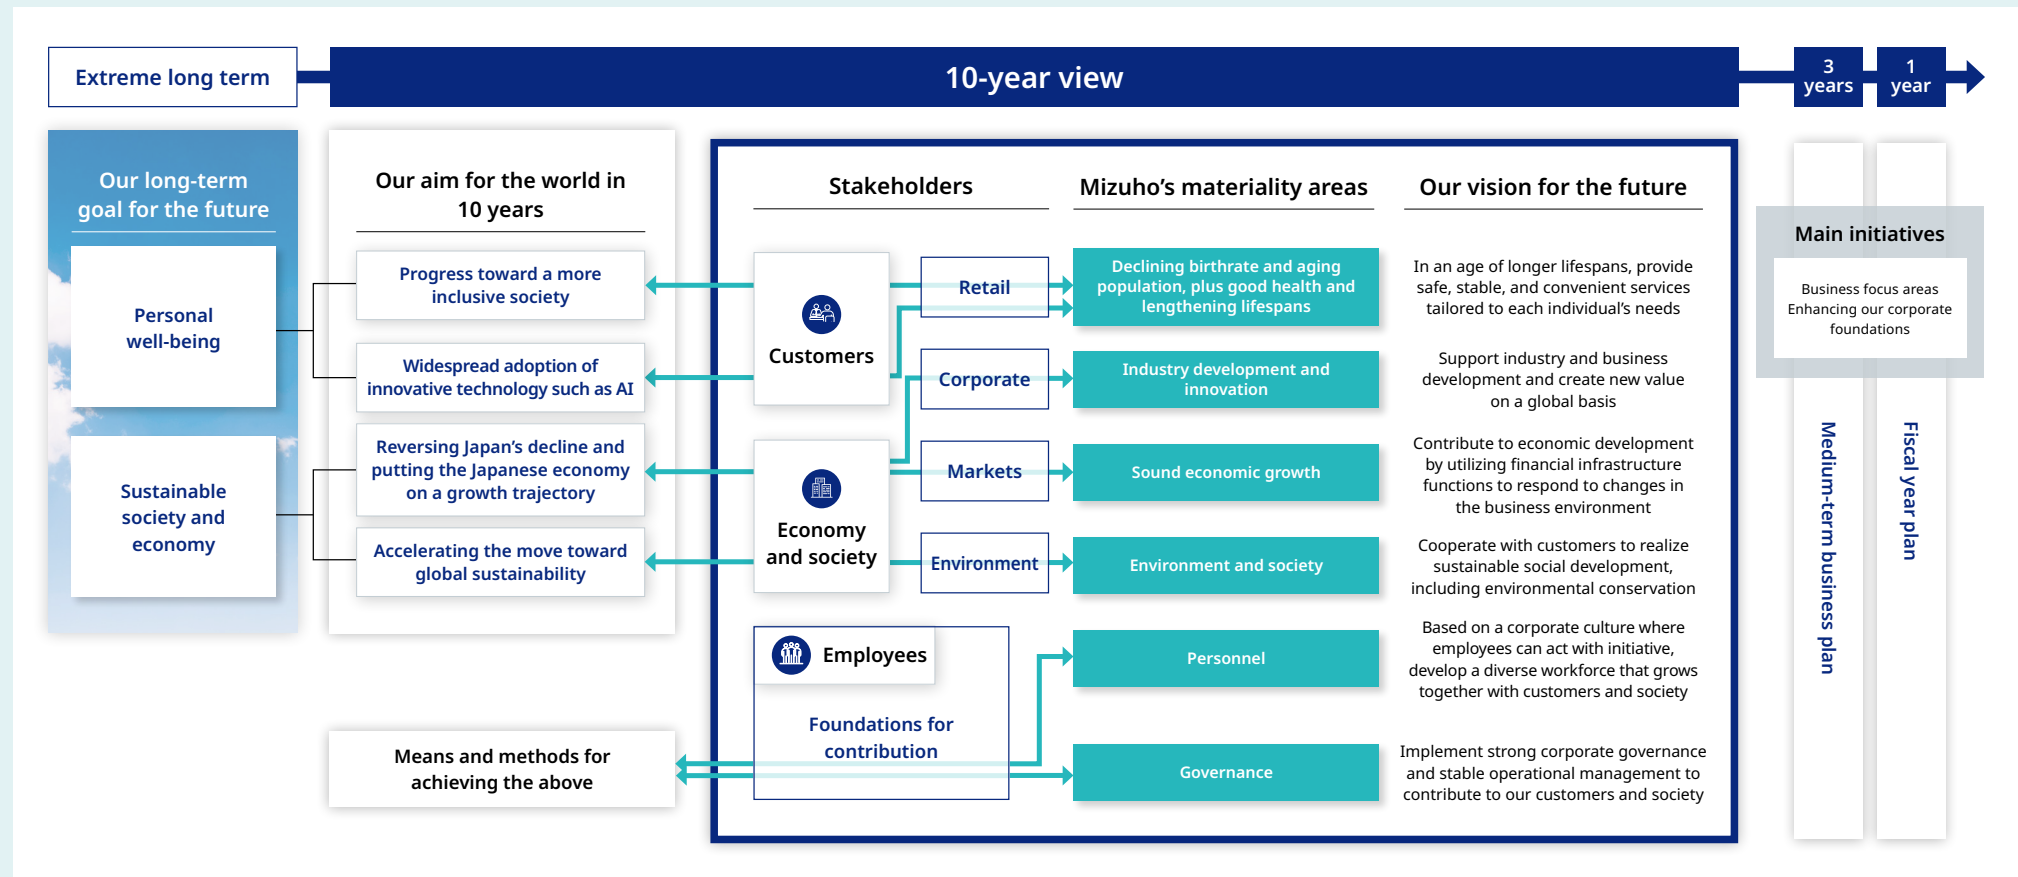 Extreme long term
10-year view
3
years
1
year
Our long-term
goal for the future
Personal
well-being
Sustainable
society and
economy
Our aim for the world in
10 years
Progress toward a more
inclusive society
Widespread adoption of
innovative technology such as AI
Reversing Japan's decline and
putting the Japanese economy
on a growth trajectory
Accelerating the move toward
global sustainability
Means and methods for
achieving the above
Stakeholders
Customers
Economy
and society
Retail
Corporate
Markets
Environment
Employees
Foundations for
contribution
Mizuho's materiality areas
Declining birthrate and aging
population, plus good health and
lengthening lifespans
Industry development and
innovation
Sound economic growth
Environment and society
Personnel
Governance
Our vision for the future
In an age of longer lifespans, provide
safe, stable, and convenient services
tailored to each individual's needs
Support industry and business
development and create new value
on a global basis
Contribute to economic development
by utilizing financial infrastructure
functions to respond to changes in
the business environment
Cooperate with customers to realize
sustainable social development,
including environmental conservation
Based on a corporate culture where
employees can act with initiative,
develop a diverse workforce that grows
together with customers and society
Implement strong corporate governance
and stable operational management to
contribute to our customers and society
Main initiatives
Business focus areas
Enhancing our corporate
foundations
Medium-term business plan
Fiscal year plan